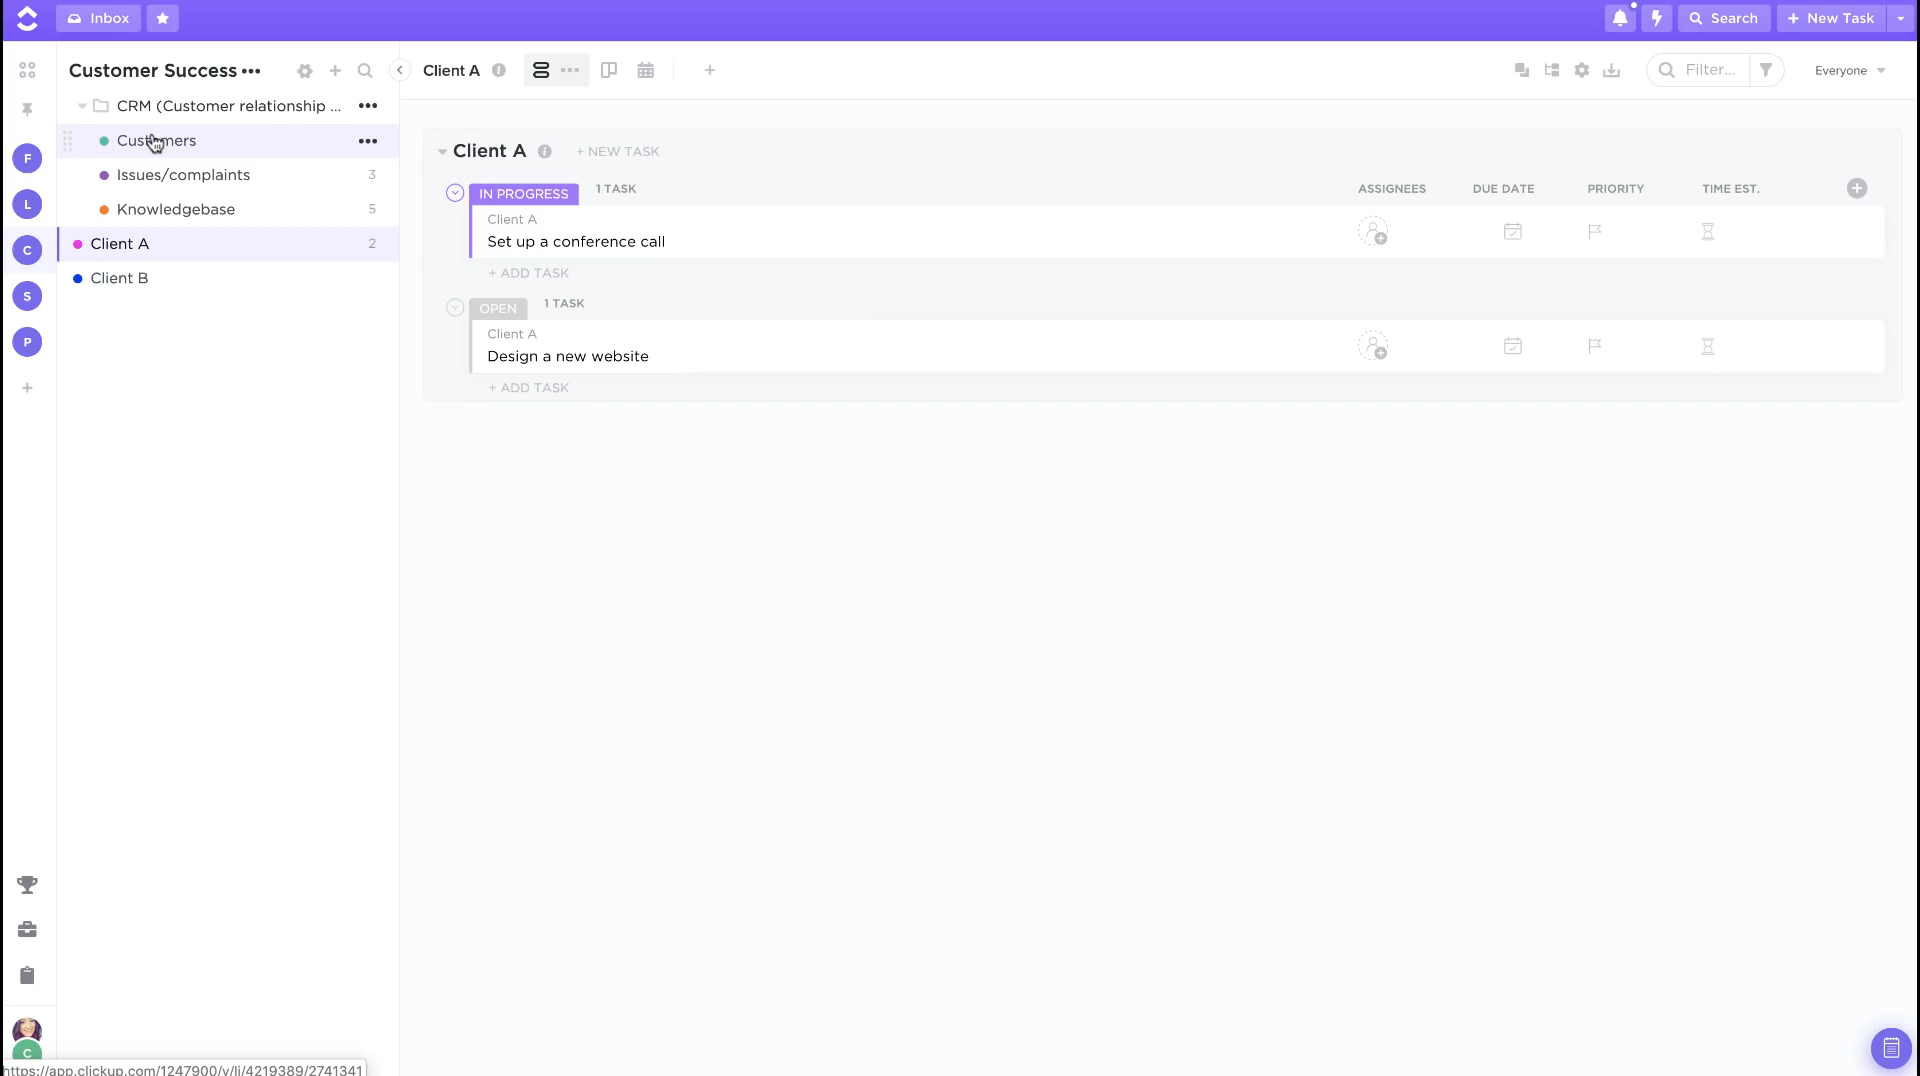 Inbox
Search
+ New Task
Customer Success
Client A
Filter...
Everyone
CRM (Customer relationship ...
Customers
Issues/complaints 3
Knowledgebase 5
Client A 2
Client B
F
L
C
S
P
C
Client A
+ NEW TASK
IN PROGRESS
1 TASK
ASSIGNEES
DUE DATE
PRIORITY
TIME EST.
Client A
Set up a conference call
+ ADD TASK
OPEN
1 TASK
Client A
Design a new website
+ ADD TASK
https://app.clickup.com/1247900/v/li/4219389/2741341